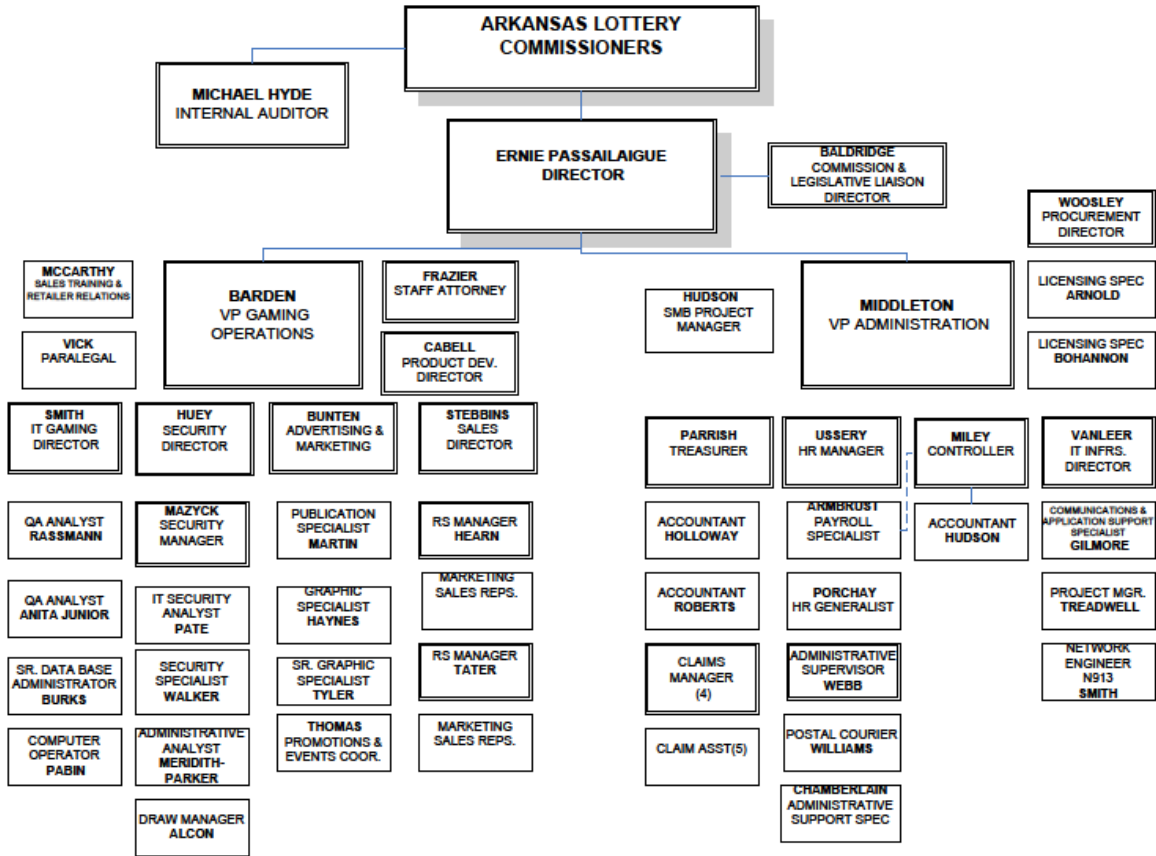 ARKANSAS LOTTERY
COMMISSIONERS
MICHAEL HYDE
INTERNAL AUDITOR
ERNIE PASSAILAIGUE
DIRECTOR
BALDRIDGE
COMMISSION &
LEGISLATIVE LIAISON
DIRECTOR
WOOSLEY
PROCUREMENT
DIRECTOR
MCCARTHY
SALES TRAINING &
RETAILER RELATIONS
BARDEN
VP GAMING
OPERATIONS
FRAZIER
STAFF ATTORNEY
HUDSON
SMB PROJECT
MANAGER
MIDDLETON
VP ADMINISTRATION
LICENSING SPEC
ARNOLD
VICK
PARALEGAL
CABELL
PRODUCT DEV.
DIRECTOR
LICENSING SPEC
BOHANNON
SMITH
IT GAMING
DIRECTOR
HUEY
SECURITY
DIRECTOR
BUNTEN
ADVERTISING &
MARKETING
STEBBINS
SALES
DIRECTOR
PARRISH
TREASURER
USSERY
HR MANAGER
MILEY
CONTROLLER
VANLEER
IT INFRS.
DIRECTOR
QA ANALYST
RASSMANN
MAZYCK
SECURITY
MANAGER
PUBLICATION
SPECIALIST
MARTIN
RS MANAGER
HEARN
ACCOUNTANT
HOLLOWAY
ARMBRUST
PAYROLL
SPECIALIST
ACCOUNTANT
HUDSON
COMMUNICATIONS &
APPLICATION SUPPORT
SPECIALIST
GILMORE
QA ANALYST
ANITA JUNIOR
IT SECURITY
ANALYST
PATE
GRAPHIC
SPECIALIST
HAYNES
MARKETING
SALES REPS.
ACCOUNTANT
ROBERTS
PORCHAY
HR GENERALIST
PROJECT MGR.
TREADWELL
SR. DATA BASE
ADMINISTRATOR
BURKS
SECURITY
SPECIALIST
WALKER
SR. GRAPHIC
SPECIALIST
TYLER
RS MANAGER
TATER
CLAIMS
MANAGER
(4)
ADMINISTRATIVE
SUPERVISOR
WEBB
NETWORK
ENGINEER
N913
SMITH
COMPUTER
OPERATOR
PABIN
ADMINISTRATIVE
ANALYST
MERIDITH-
PARKER
THOMAS
PROMOTIONS &
EVENTS COOR.
MARKETING
SALES REPS.
CLAIM ASST(5)
POSTAL COURIER
WILLIAMS
DRAW MANAGER
ALCON
CHAMBERLAIN
ADMINISTRATIVE
SUPPORT SPEC